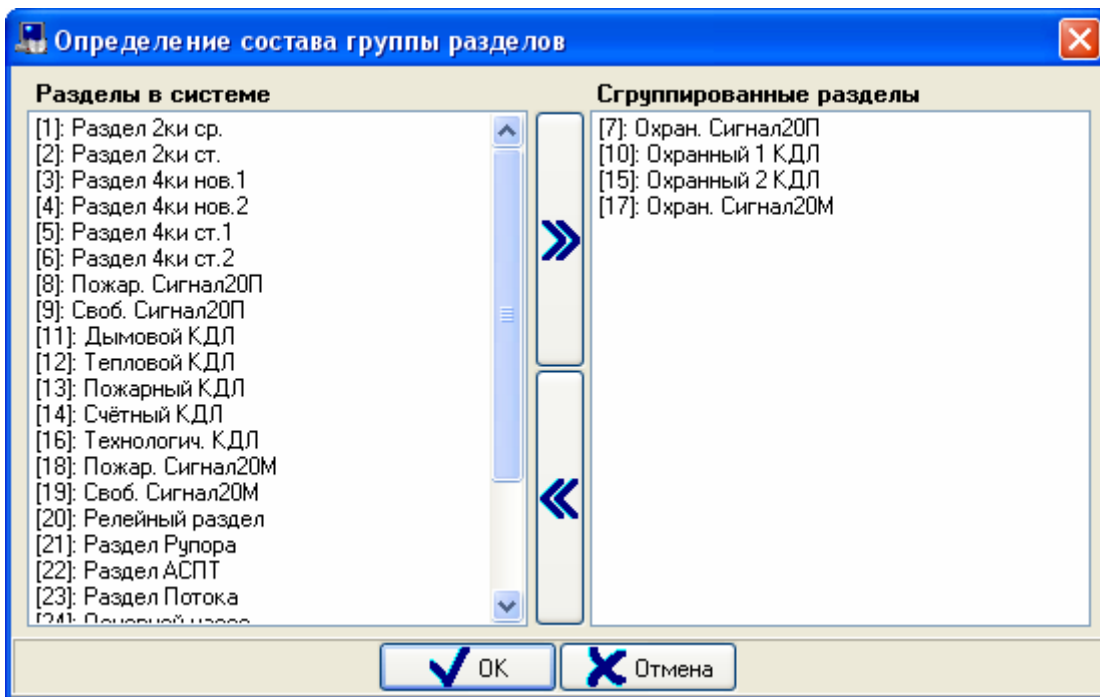 Определение состава группы разделов
Разделы в системе
[1]: Раздел 2ки ср.
[2]: Раздел 2ки ст.
[3]: Раздел 4ки нов.1
[4]: Раздел 4ки нов.2
[5]: Раздел 4ки ст.1
[6]: Раздел 4ки ст.2
[8]: Пожар. Сигнал20П
[9]: Своб. Сигнал20П
[11]: Дымовой КДЛ
[12]: Тепловой КДЛ
[13]: Пожарный КДЛ
[14]: Счётный КДЛ
[16]: Технологич. КДЛ
[18]: Пожар. Сигнал20М
[19]: Своб. Сигнал20М
[20]: Релейный раздел
[21]: Раздел Рупора
[22]: Раздел АСПТ
[23]: Раздел Потока
[24]:
Сгруппированные разделы
[7]: Охран. Сигнал20П
[10]: Охранный 1 КДЛ
[15]: Охранный 2 КДЛ
[17]: Охран. Сигнал20М
OK
Отмена